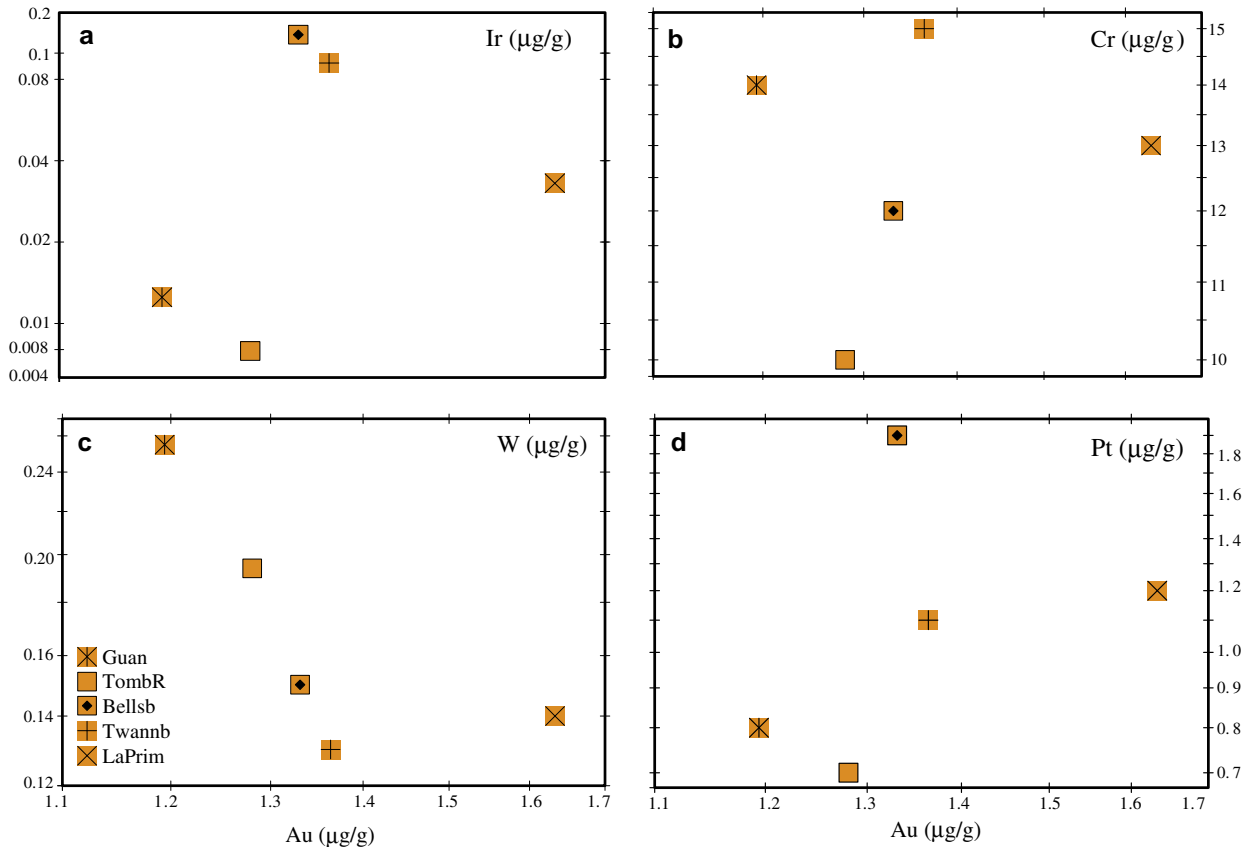 a
Ir (μg/g)
0.2
0.1
0.08
0.04
0.02
0.01
0.008
0.004
b
Cr (μg/g)
15
14
13
12
11
10
c
W (μg/g)
0.24
0.20
0.16
0.14
0.12
Guan
TombR
Bellsb
Twannb
LaPrim
1.1
1.2
1.3
1.4
1.5
1.6
1.7
Au (μg/g)
d
Pt (μg/g)
1.8
1.6
1.4
1.2
1.0
0.9
0.8
0.7
1.1
1.2
1.3
1.4
1.5
1.6
1.7
Au (μg/g)